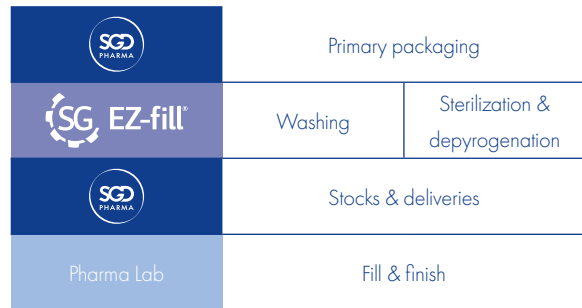 SGD
PHARMA
Primary packaging
SG EZ-fill®
Washing
Sterilization &
depyrogenation
SGD
PHARMA
Stocks & deliveries
Pharma Lab
Fill & finish